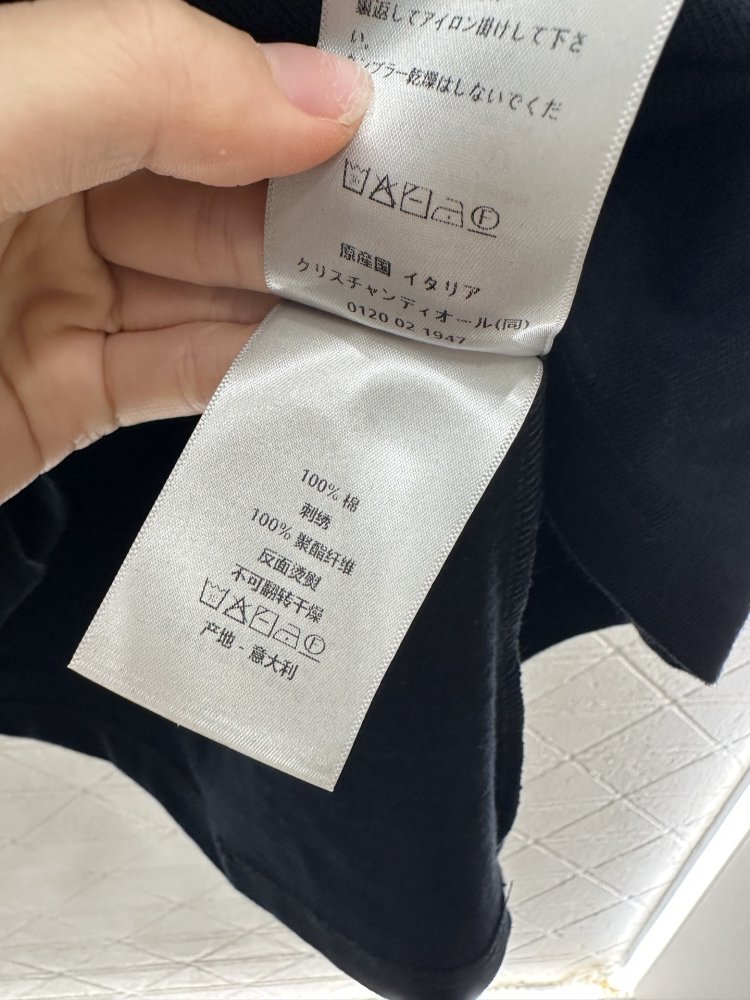 裏返してアイロン掛けして下さ
い。
ンブラー乾燥はしないでくだ
原産国 イタリア
クリスチャンディオール(同)
0120 02 1947
100% 棉
刺绣
100% 聚酯纤维
反面烫熨
不可翻转干燥
产地 - 意大利